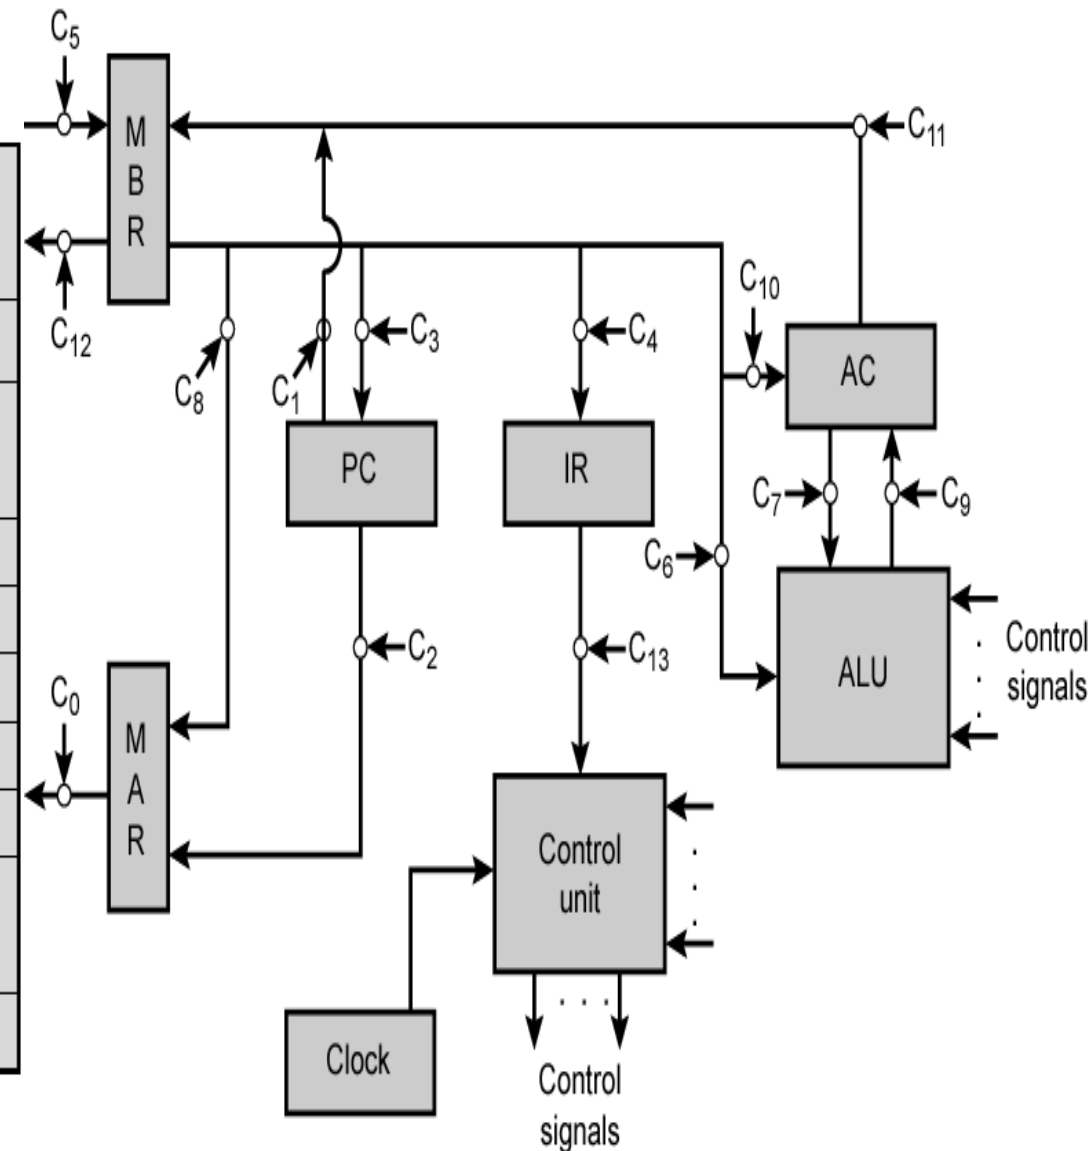 C5
M
B
R
C11
C12
C8
C1
C3
C4
C10
AC
PC
IR
C7
C9
C6
C2
C13
ALU
Control
signals
C0
M
A
R
Control
unit
Clock
Control
signals